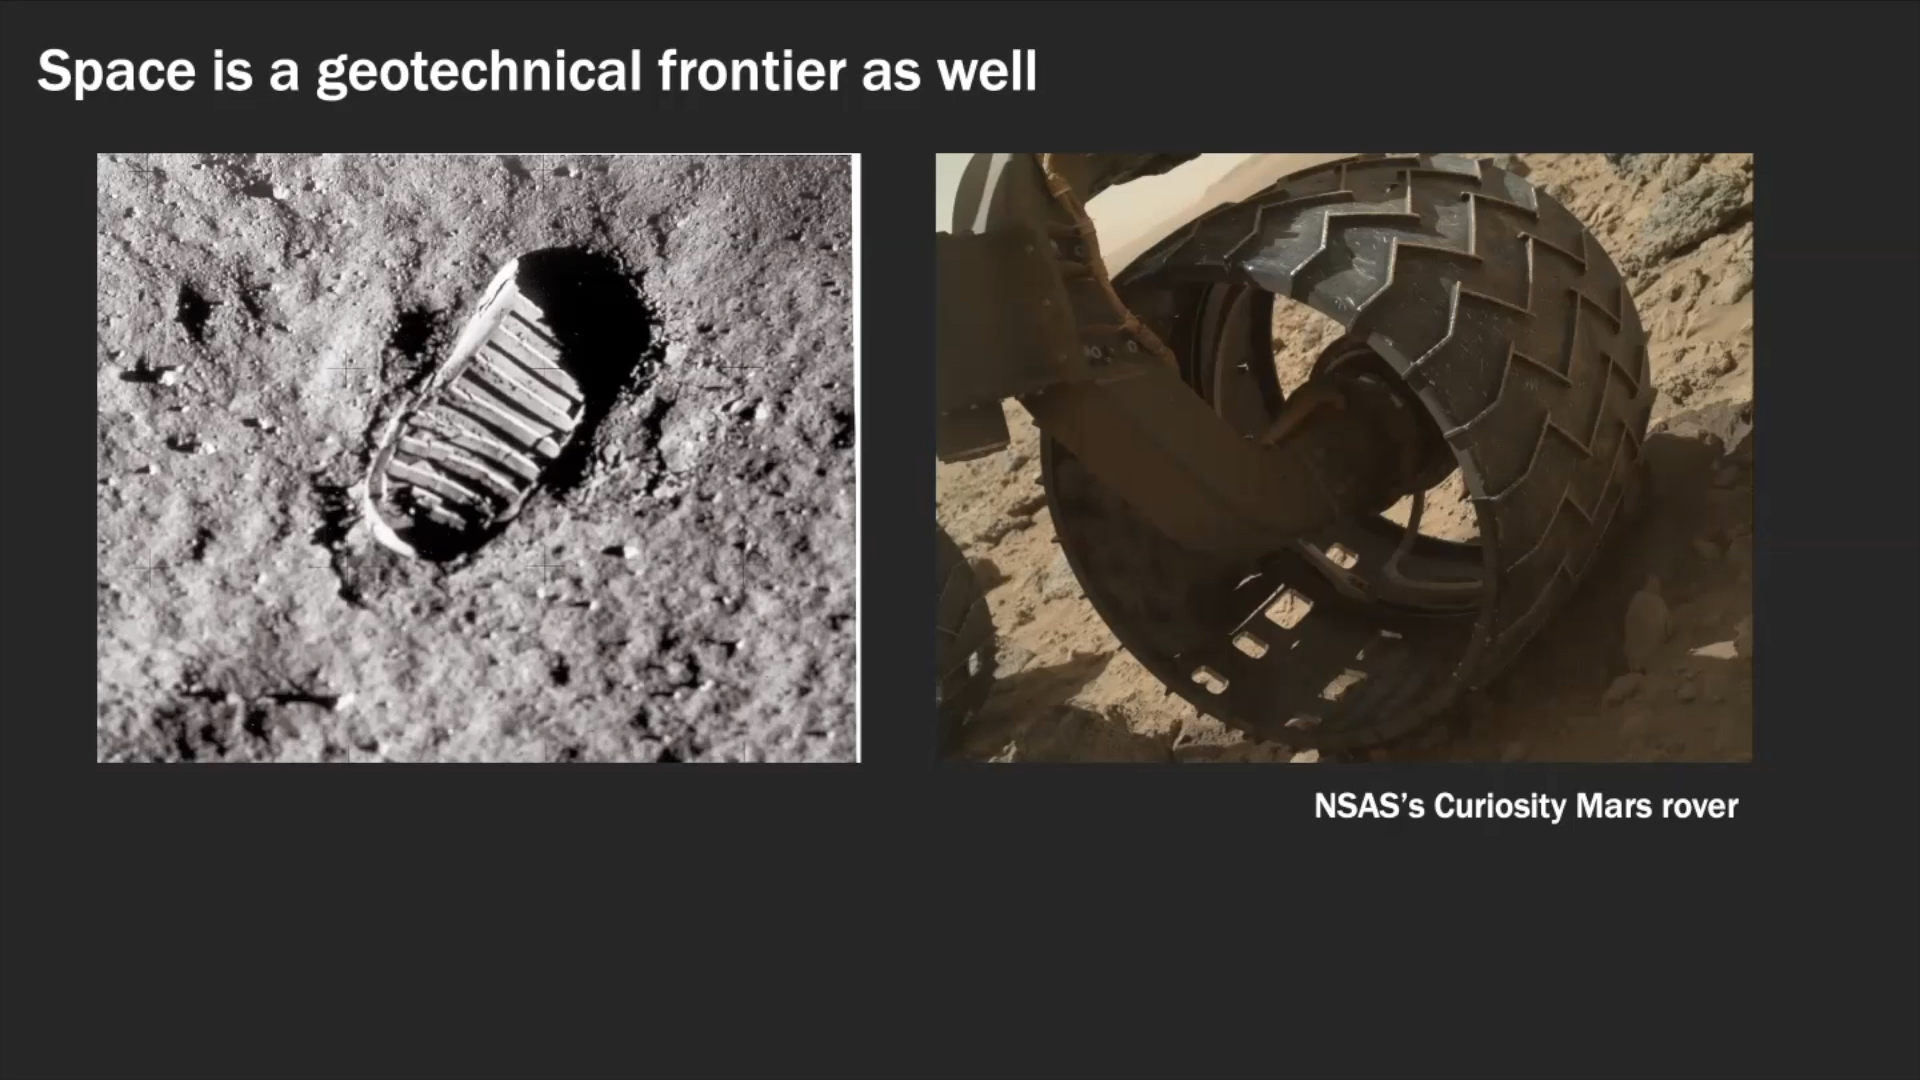 Space is a geotechnical frontier as well
NSAS’s Curiosity Mars rover